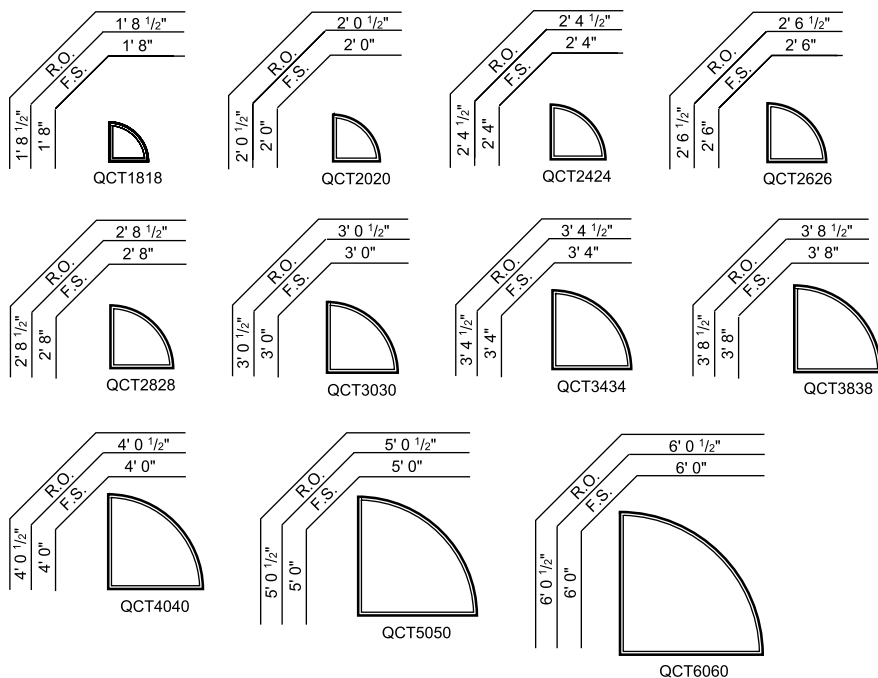 1' 8 1/2"
R.O.
1' 8"
F.S.
1' 8 1/2"
1' 8"
QCT1818
2' 0 1/2"
R.O.
2' 0"
F.S.
2' 0 1/2"
2' 0"
QCT2020
2' 4 1/2"
R.O.
2' 4"
F.S.
2' 4 1/2"
2' 4"
QCT2424
2' 6 1/2"
R.O.
2' 6"
F.S.
2' 6 1/2"
2' 6"
QCT2626
2' 8 1/2"
R.O.
2' 8"
F.S.
2' 8 1/2"
2' 8"
QCT2828
3' 0 1/2"
R.O.
3' 0"
F.S.
3' 0 1/2"
3' 0"
QCT3030
3' 4 1/2"
R.O.
3' 4"
F.S.
3' 4 1/2"
3' 4"
QCT3434
3' 8 1/2"
R.O.
3' 8"
F.S.
3' 8 1/2"
3' 8"
QCT3838
4' 0 1/2"
R.O.
4' 0"
F.S.
4' 0 1/2"
4' 0"
QCT4040
5' 0 1/2"
R.O.
5' 0"
F.S.
5' 0 1/2"
5' 0"
QCT5050
6' 0 1/2"
R.O.
6' 0"
F.S.
6' 0 1/2"
6' 0"
QCT6060